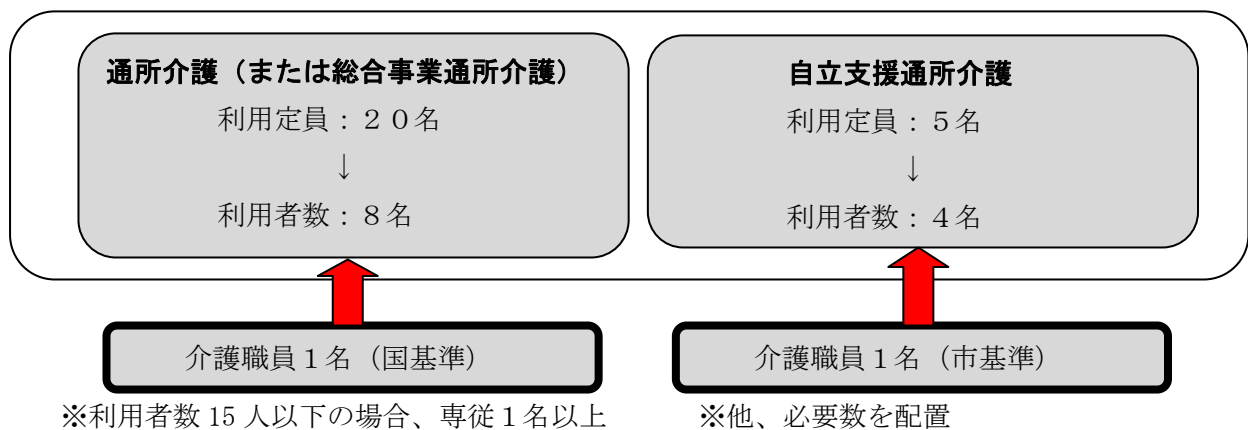 通所介護（または総合事業通所介護）
利用定員：２０名
↓
利用者数：８名
自立支援通所介護
利用定員：５名
↓
利用者数：４名
介護職員１名（国基準）
介護職員１名（市基準）
※利用者数 15 人以下の場合、専従１名以上
※他、必要数を配置